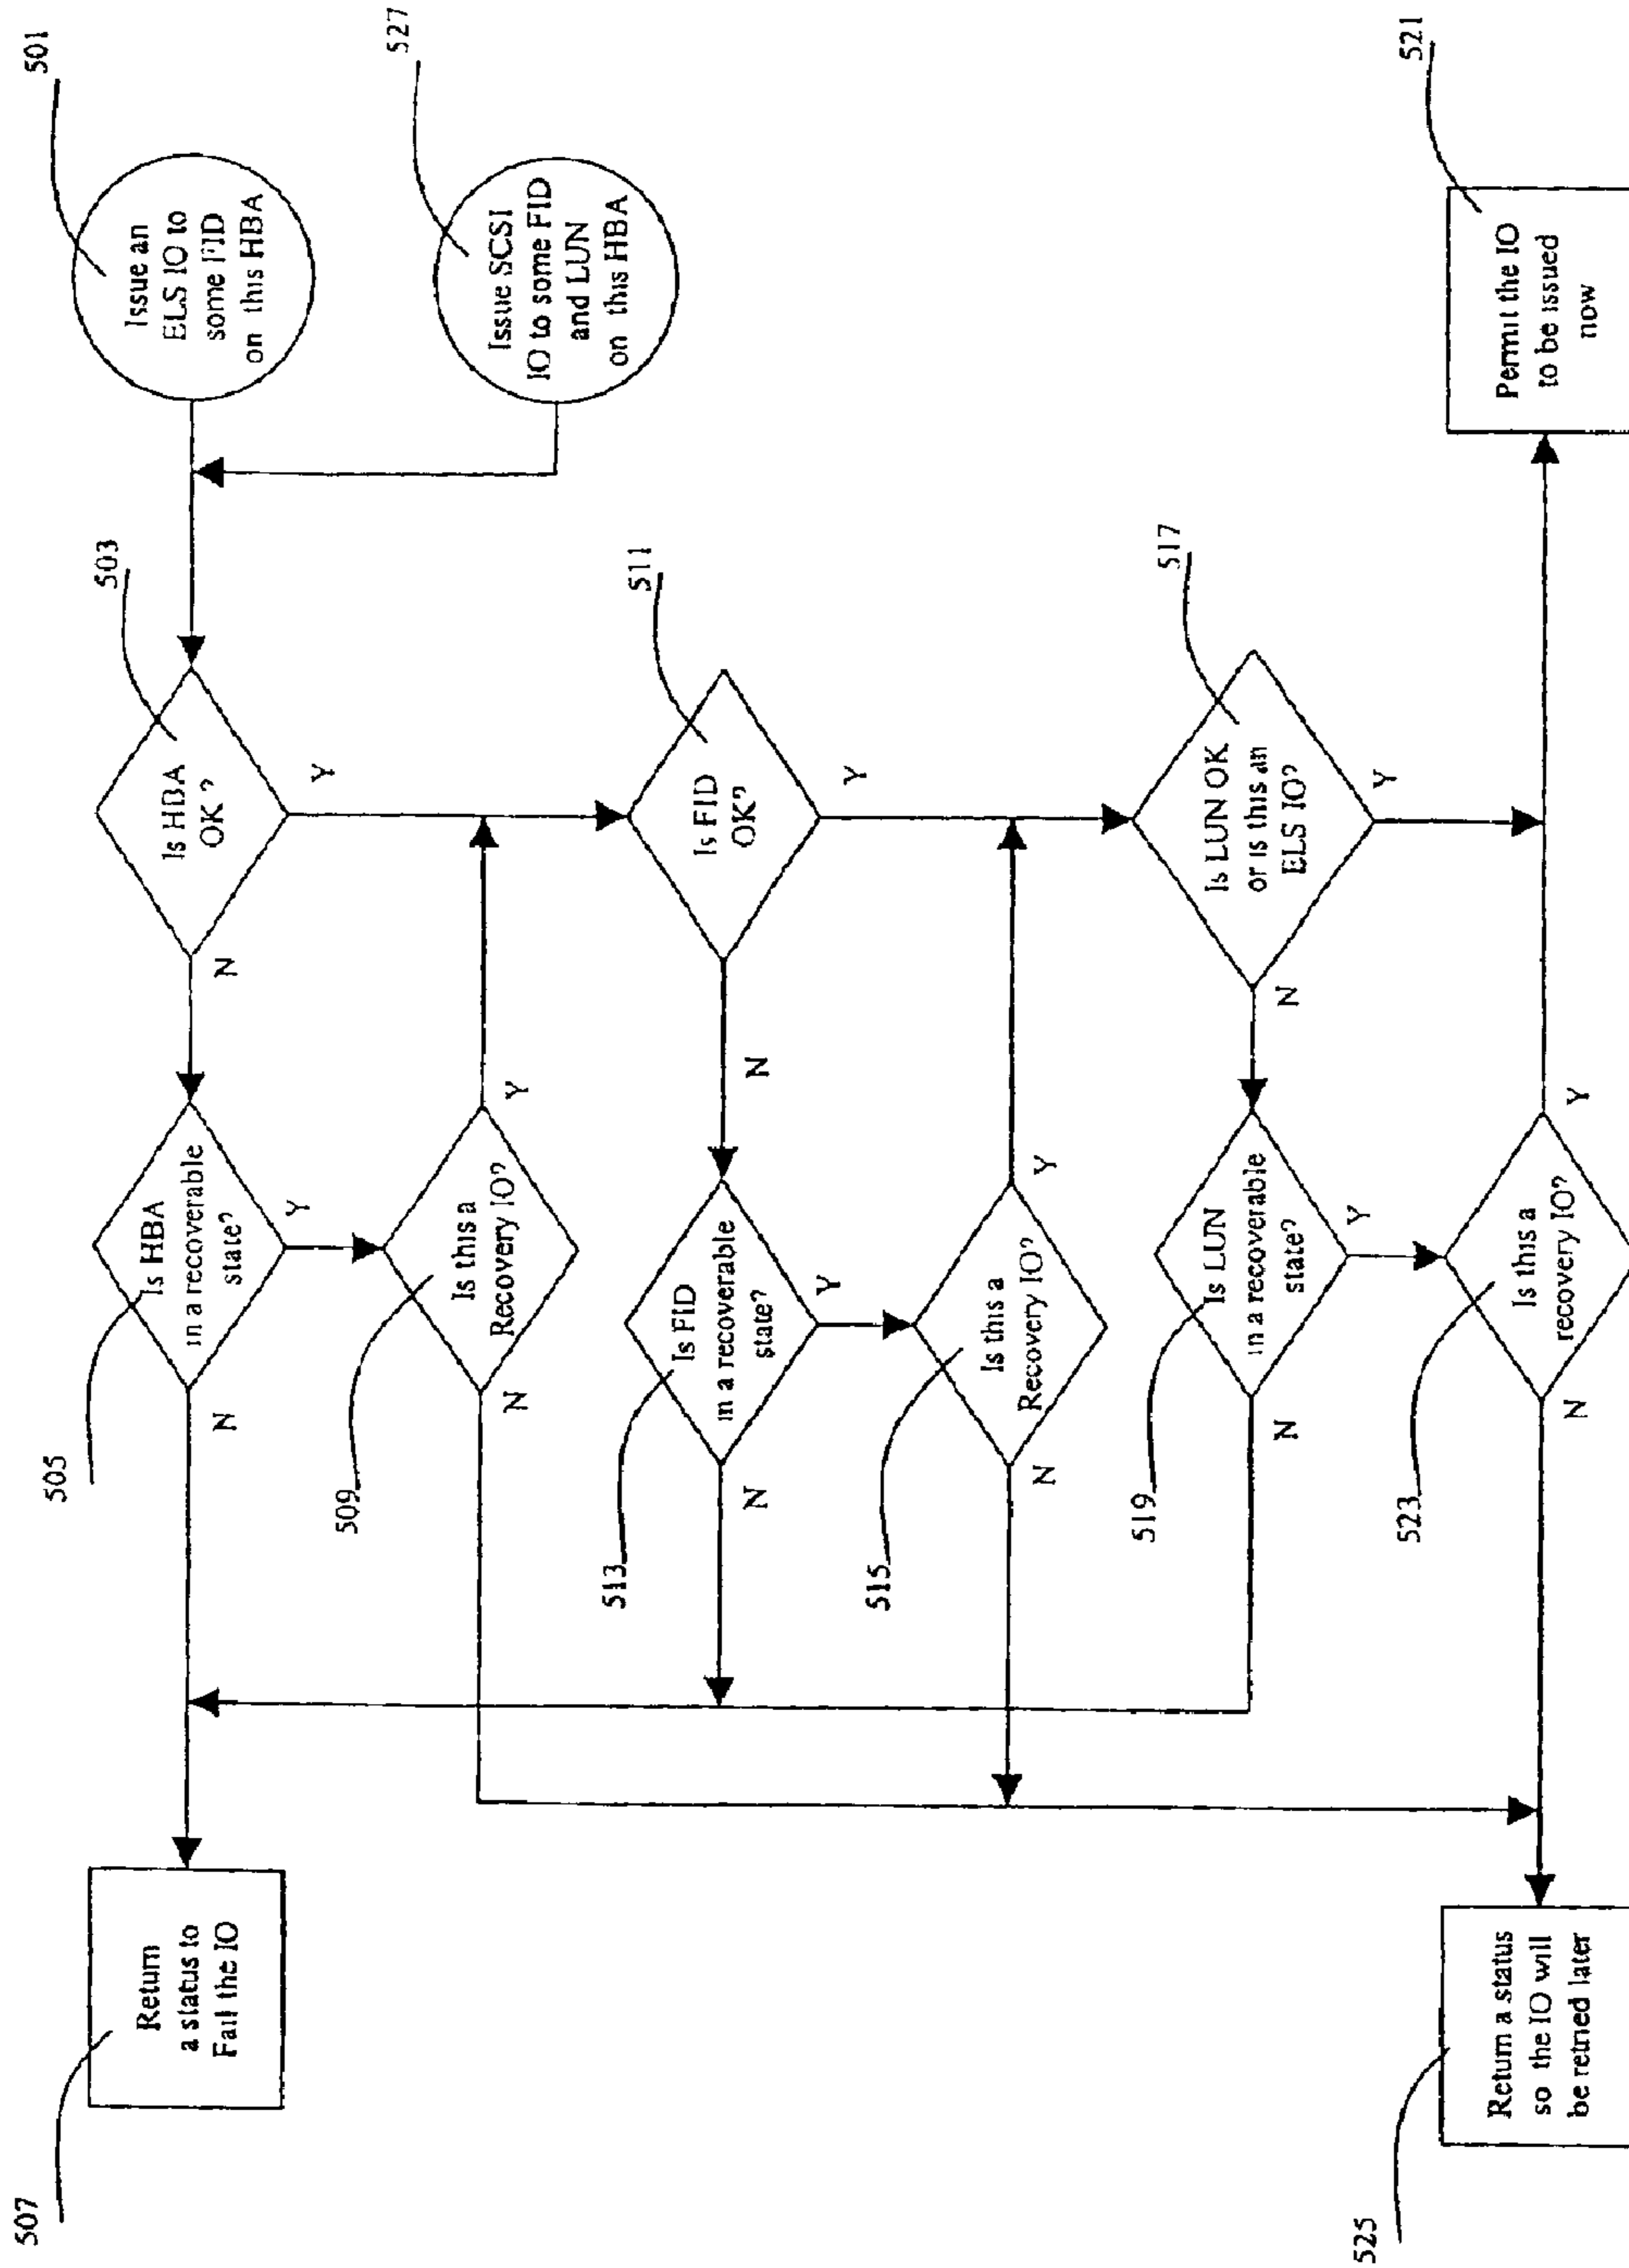 501
Issue an
ELS IO to
some FID
on this HBA
527
Issue SCSI
IO to some FID
and LUN
on this HBA
503
Is HBA
OK ?
Y
N
505
Is HBA
in a recoverable
state?
Y
N
509
Is this a
Recovery IO?
Y
N
507
Return
a status to
Fail the IO
511
Is FID
OK?
Y
N
513
Is FID
in a recoverable
state?
Y
N
515
Is this a
Recovery IO?
Y
N
517
Is LUN OK
or is this an
ELS IO?
Y
N
519
Is LUN
in a recoverable
state?
Y
N
523
Is this a
recovery IO?
Y
N
521
Permit the IO
to be issued
now
525
Return a status
so the IO will
be retried later